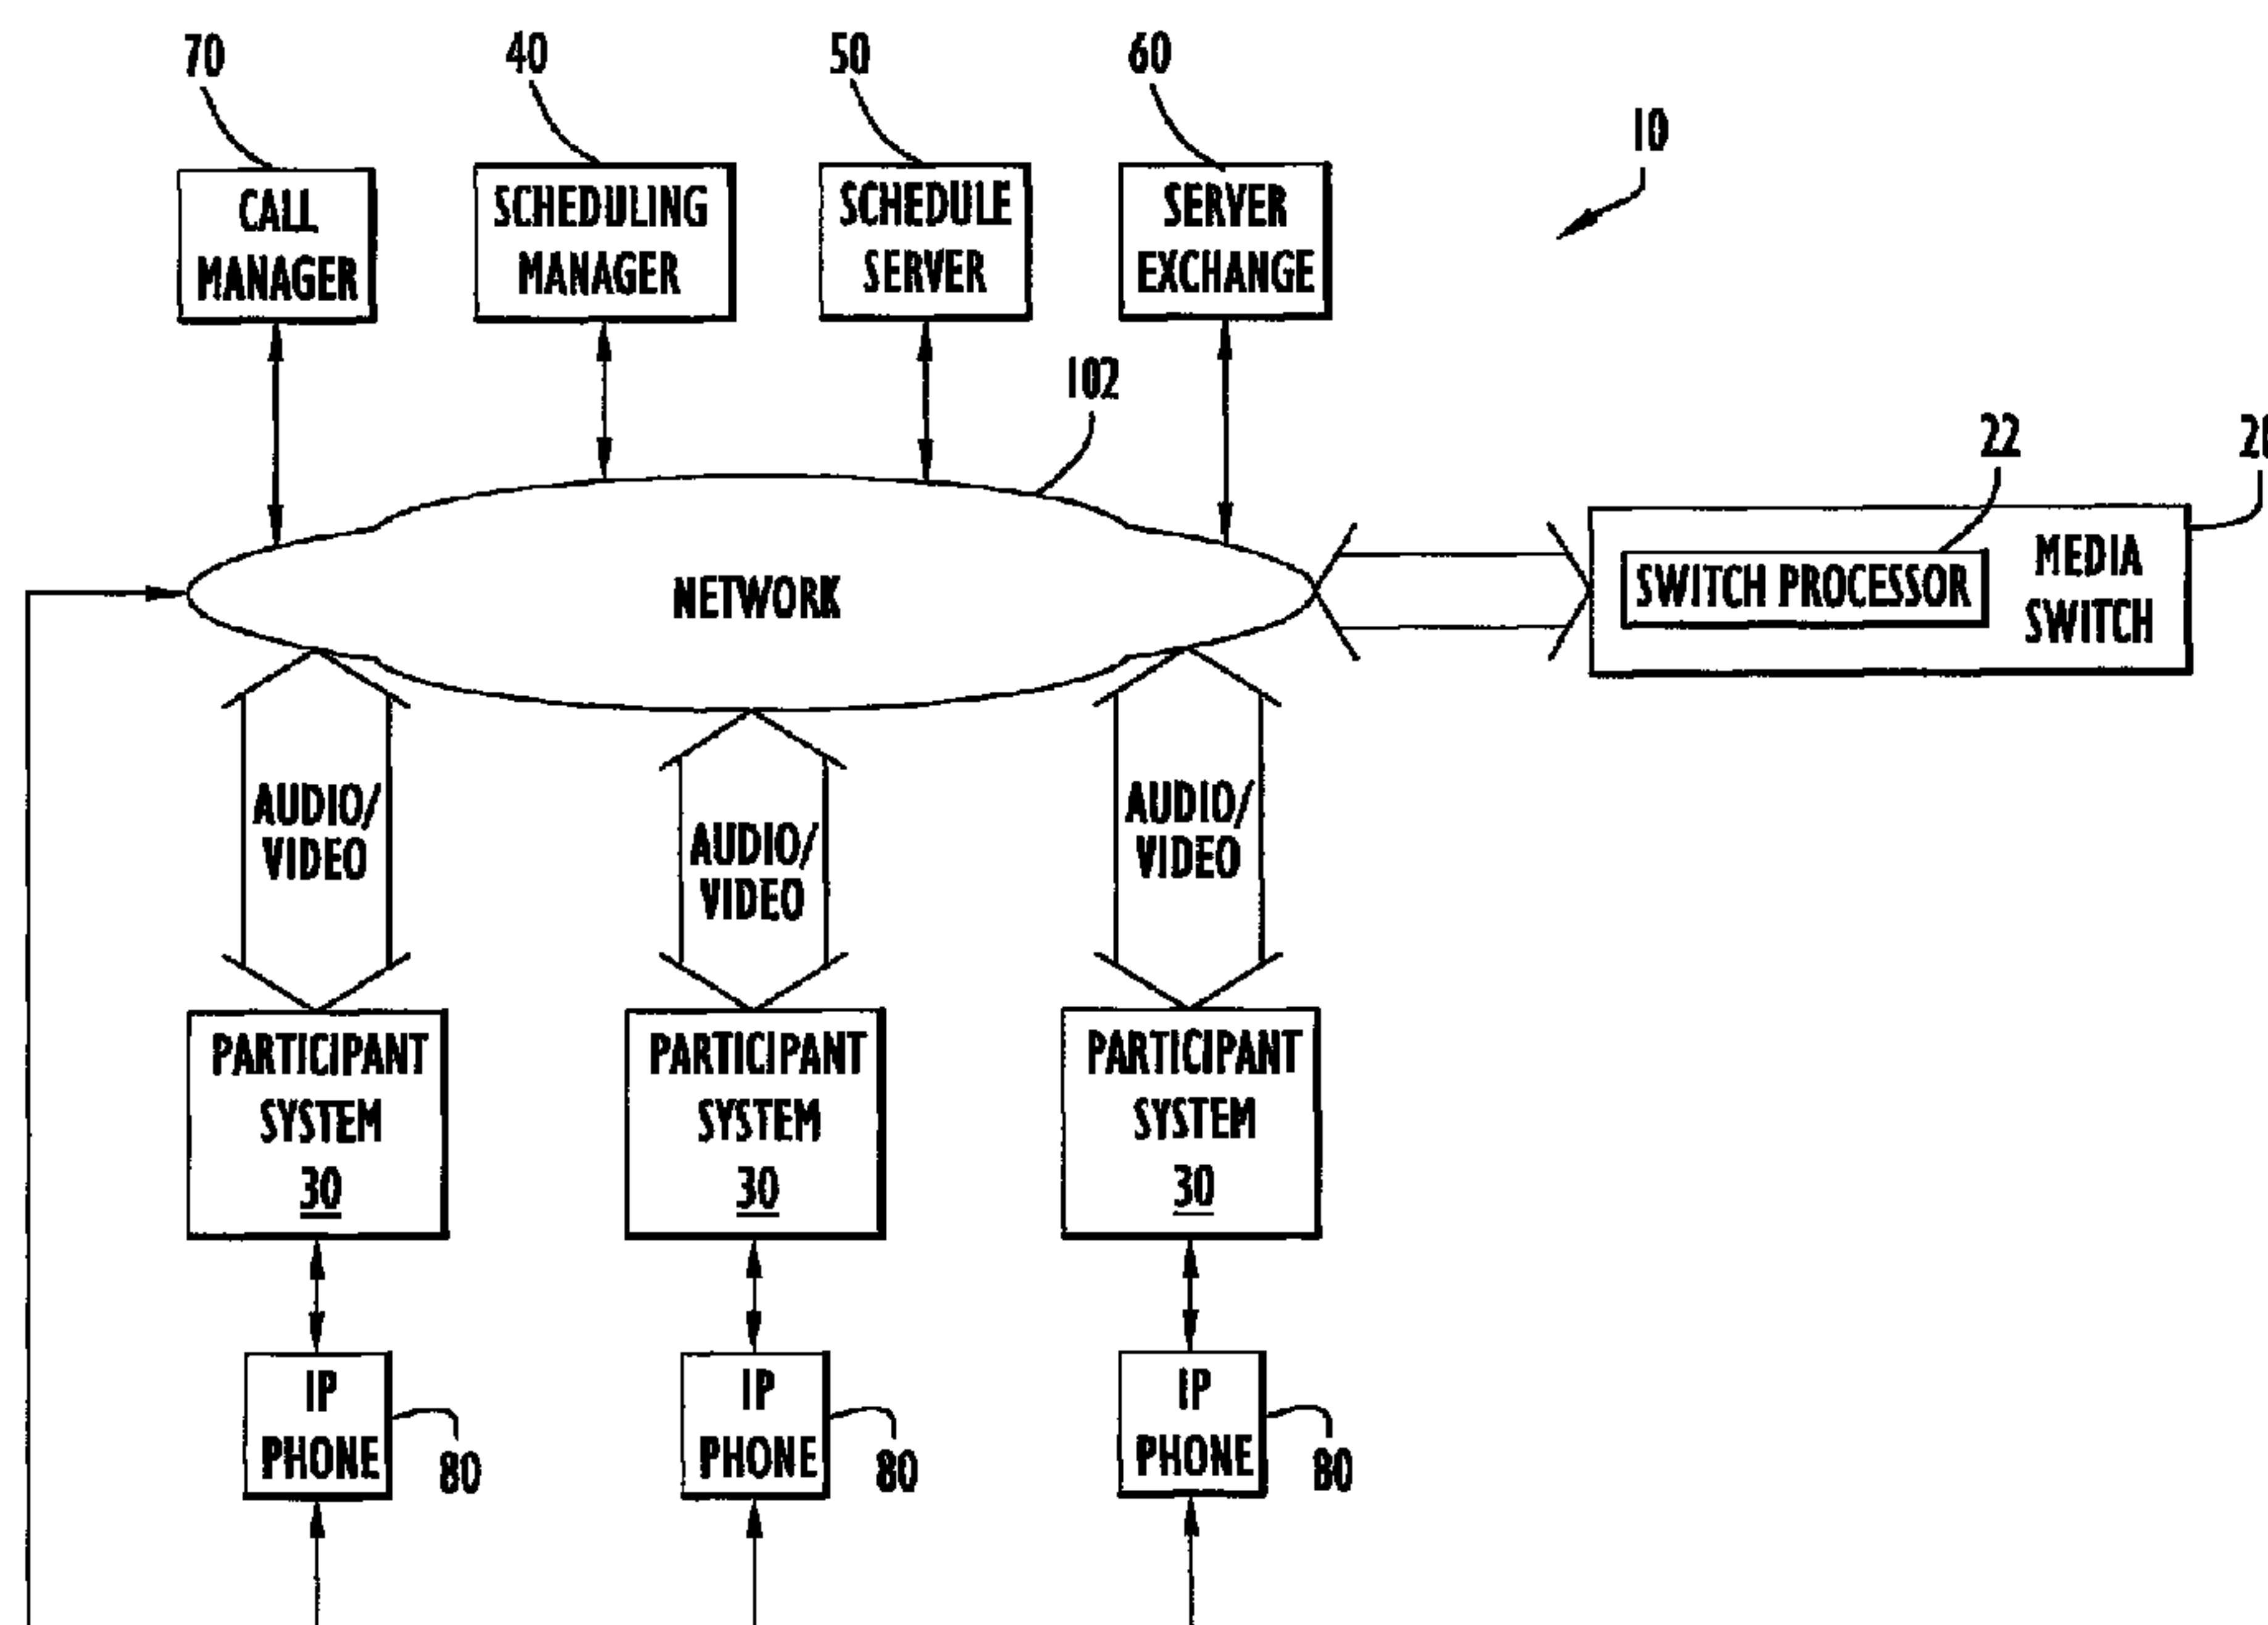 70
40
50
60
10
CALL
MANAGER
SCHEDULING
MANAGER
SCHEDULE
SERVER
SERVER
EXCHANGE
102
22
NETWORK
SWITCH PROCESSOR
MEDIA
SWITCH
AUDIO/
VIDEO
AUDIO/
VIDEO
AUDIO/
VIDEO
PARTICIPANT
SYSTEM
30
PARTICIPANT
SYSTEM
30
PARTICIPANT
SYSTEM
30
IP
PHONE
80
IP
PHONE
80
IP
PHONE
80